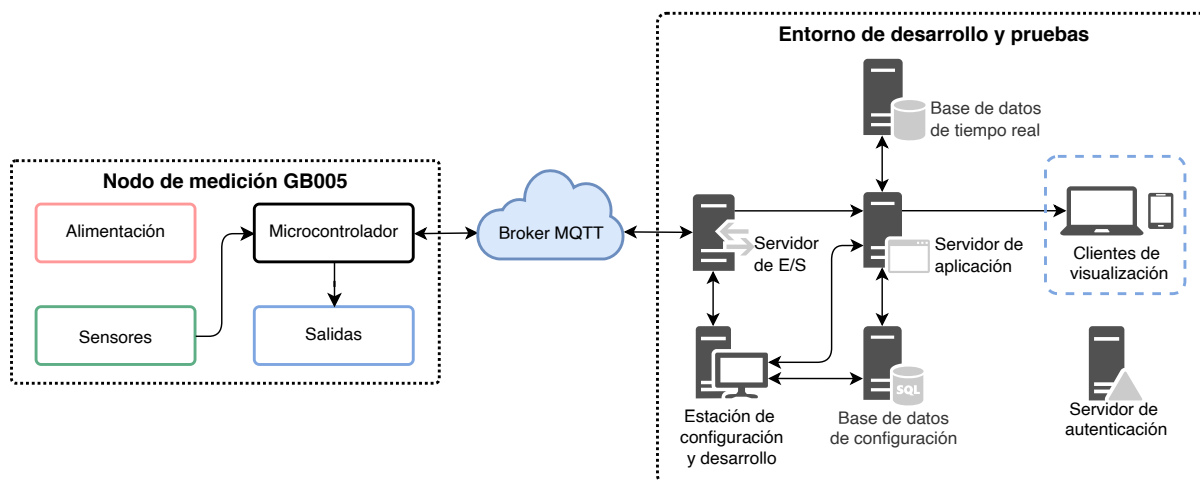 Entorno de desarrollo y pruebas
Base de datos
de tiempo real
Nodo de medición GB005
Alimentación
Microcontrolador
Broker MQTT
Servidor
de E/S
Servidor de
aplicación
Clientes de
visualización
Sensores
Salidas
SQL
Estación de
configuración
y desarrollo
Base de datos
de configuración
Servidor de
autenticación